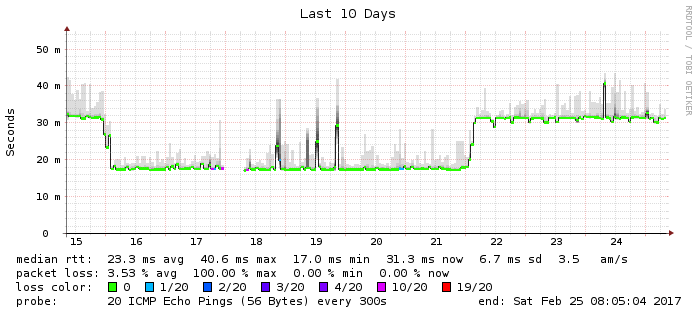 Last 10 Days
RRDTOOL / TOBI OETIKER
Seconds
50 m
40 m
30 m
20 m
10 m
0
15 16 17 18 19 20 21 22 23 24
median rtt: 23.3 ms avg 40.6 ms max 17.0 ms min 31.3 ms now 6.7 ms sd 3.5 am/s
packet loss: 3.53 % avg 100.00 % max 0.00 % min 0.00 % now
loss color: 0 1/20 2/20 3/20 4/20 10/20 19/20
probe: 20 ICMP Echo Pings (56 Bytes) every 300s end: Sat Feb 25 08:05:04 2017